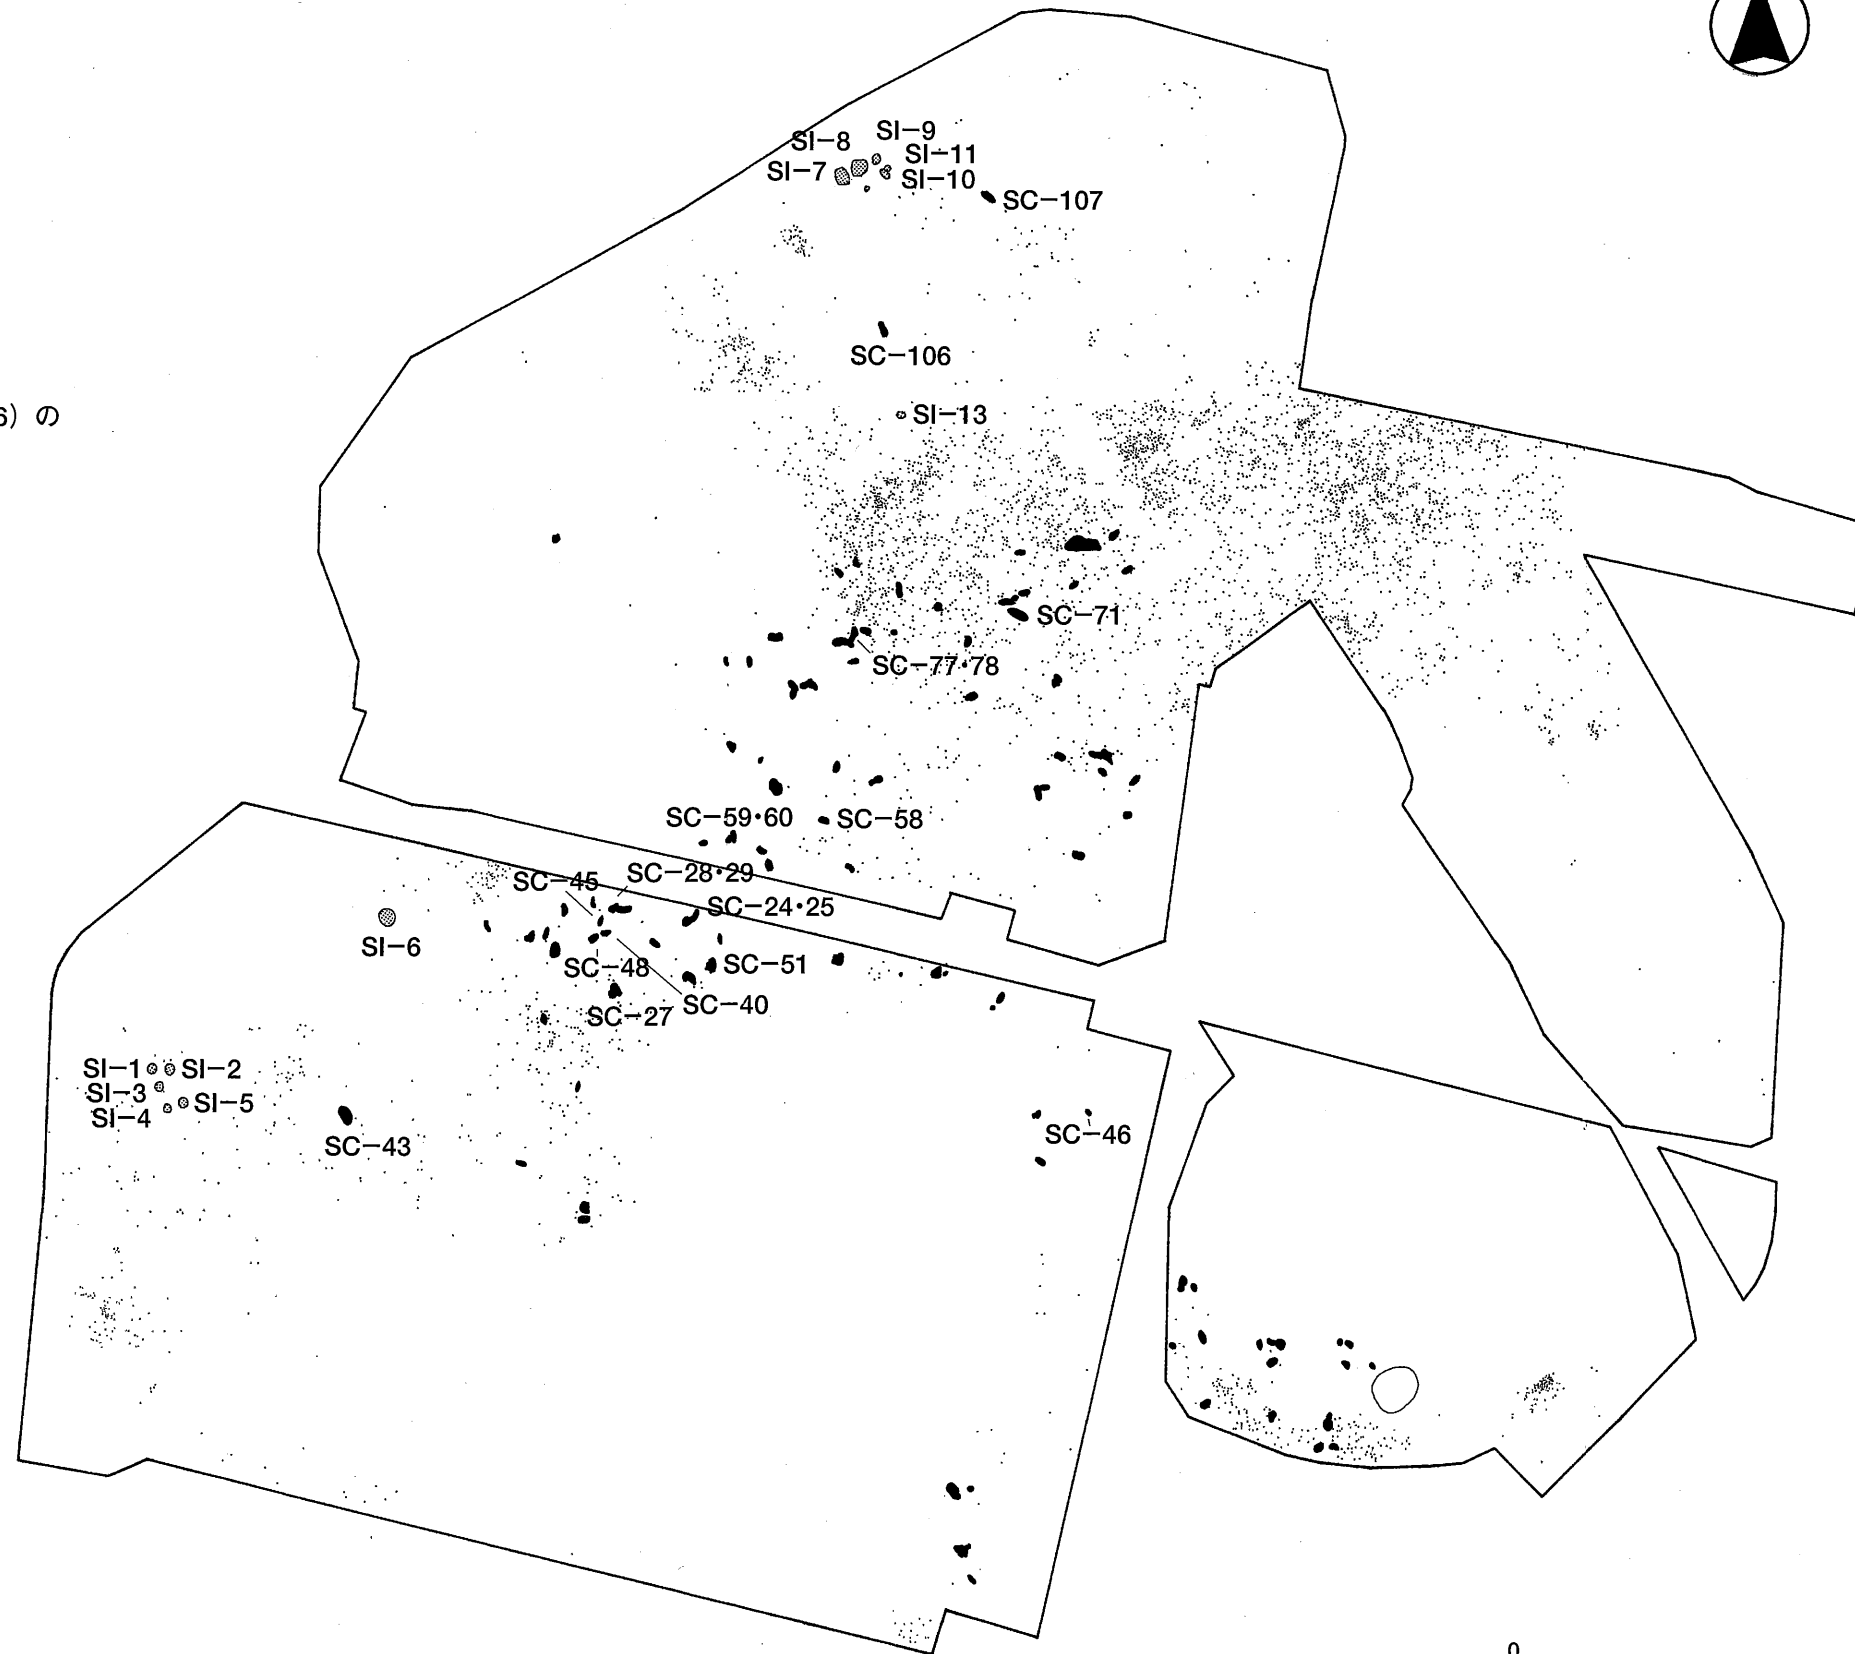 SI−9
SI−8
SI−11
SI−7
SI−10
SC−107
SC−106
6）の
SI−13
SC−71
SC−77・78
SC−59・60
SC−58
SC−28・29
SC−45
SC−24・25
SI−6
SC−48
SC−51
SC−40
SC−27
SI−1
SI−2
SI−3
SI−5
SI−4
SC−43
SC−46
0